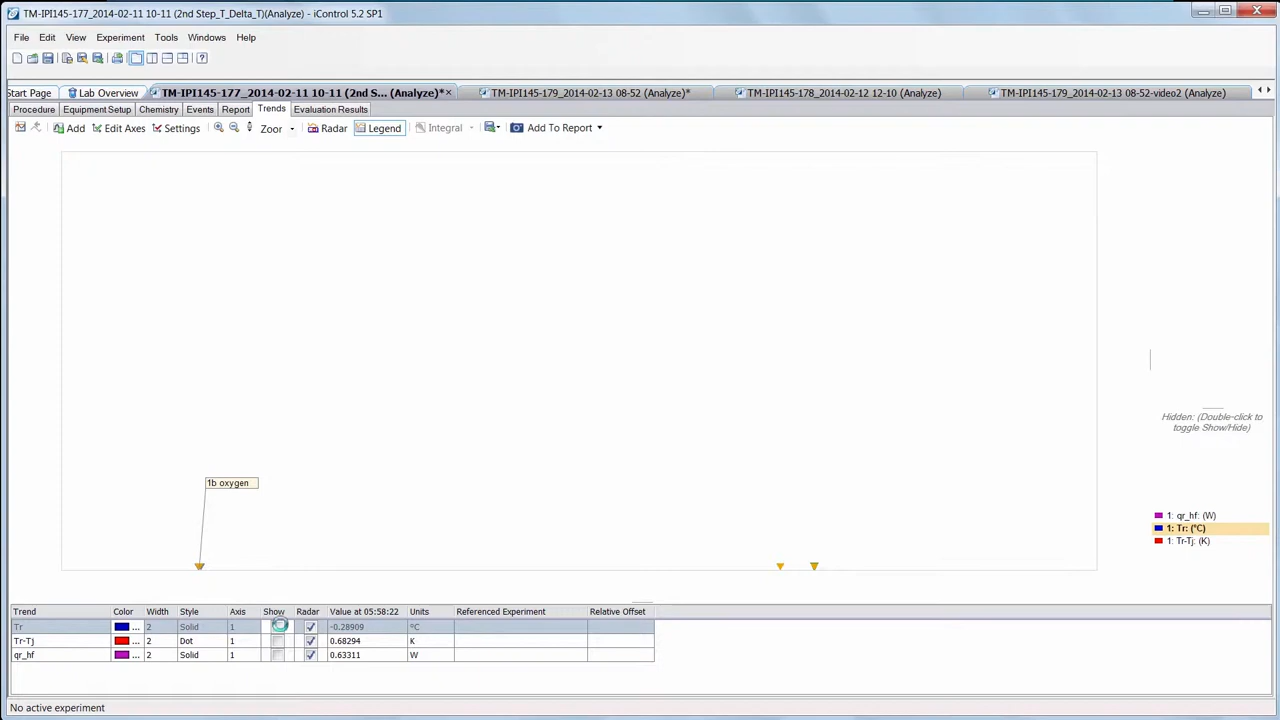 TM-IPI145-177_2014-02-11 10-11 (2nd Step_T_Delta_T)(Analyze) - iControl 5.2 SP1
File Edit View Experiment Tools Windows Help
Start Page Lab Overview TM-IPI145-177_2014-02-11 10-11 (2nd S... (Analyze)* TM-IPI145-179_2014-02-13 08-52 (Analyze)* TM-IPI145-178_2014-02-12 12-10 (Analyze) TM-IPI145-179_2014-02-13 08-52-video2 (Analyze)
Procedure Equipment Setup Chemistry Events Report Trends Evaluation Results
Add Edit Axes Settings Zoor Radar Legend Integral Add To Report
1b oxygen
Hidden: (Double-click to
toggle Show/Hide)
1: qr_hf: (W)
1: Tr: (°C)
1: Tr-Tj: (K)
Trend Color Width Style Axis Show Radar Value at 05:58:22 Units Referenced Experiment Relative Offset
Tr ... 2 Solid 1 -0.28909 °C
Tr-Tj ... 2 Dot 1 0.68294 K
qr_hf ... 2 Solid 1 0.63311 W
No active experiment